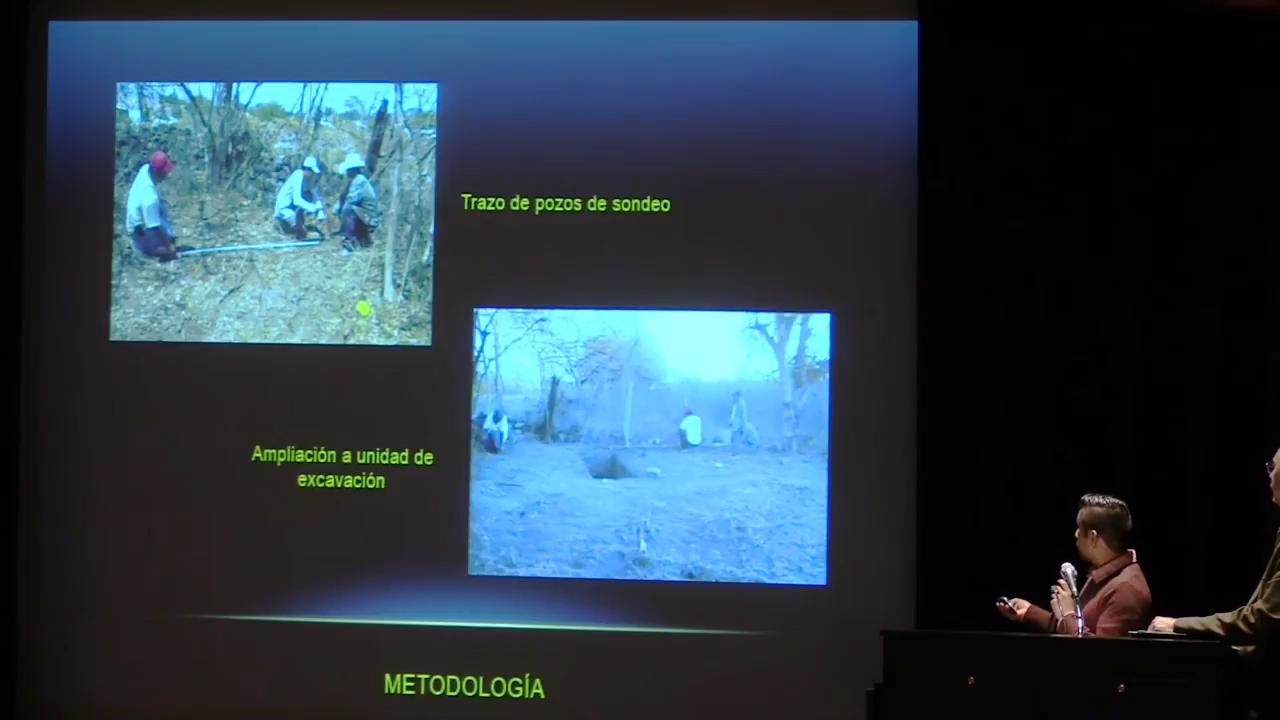 Trazo de pozos de sondeo
Ampliación a unidad de
excavación
METODOLOGÍA